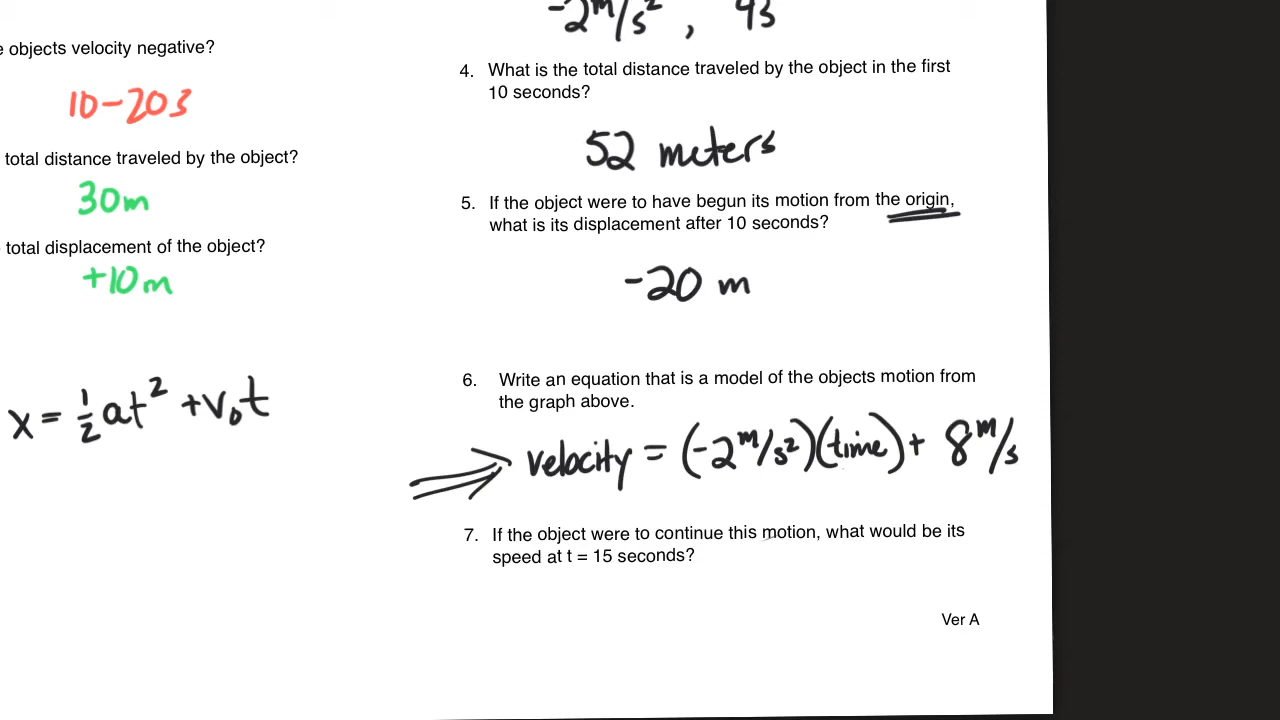 e objects velocity negative?
10-20s
total distance traveled by the object?
30m
total displacement of the object?
+10m
x = 1/2 at² + v₀t
-2 m/s² , 4s
4. What is the total distance traveled by the object in the first
10 seconds?
52 meters
5. If the object were to have begun its motion from the origin,
what is its displacement after 10 seconds?
-20 m
6. Write an equation that is a model of the objects motion from
the graph above.
velocity = (-2 m/s²)(time) + 8 m/s
7. If the object were to continue this motion, what would be its
speed at t = 15 seconds?
Ver A